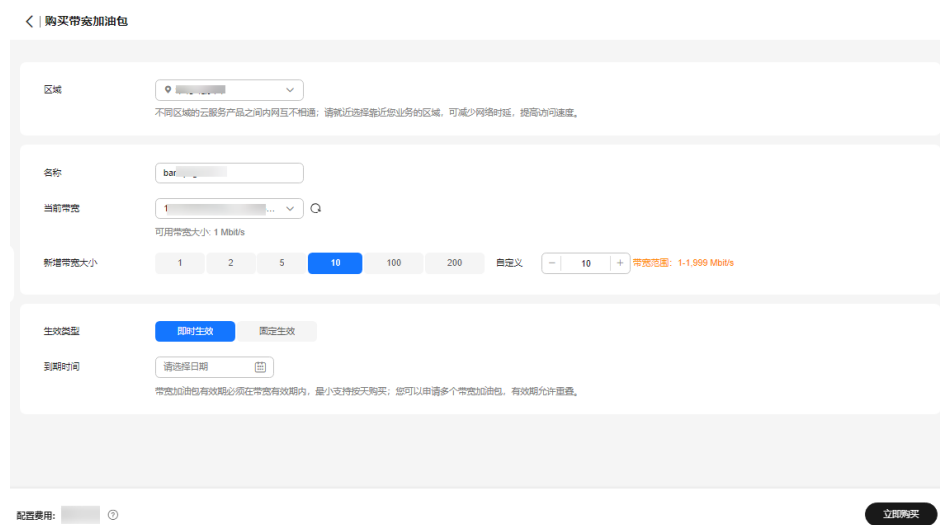 购买带宽加油包
区域
不同区域的云服务产品之间内网互不相通；请就近选择靠近您业务的区域，可减少网络时延，提高访问速度。
名称
当前带宽
...
可用带宽大小: 1 Mbit/s
新增带宽大小 1 2 5 10 100 200 自定义 − 10 + 带宽范围：1-1,999 Mbit/s
生效类型 即时生效 固定生效
到期时间 请选择日期
带宽加油包有效期必须在带宽有效期内，最小支持按天购买；您可以申请多个带宽加油包，有效期允许重叠。
配置费用: ?
立即购买